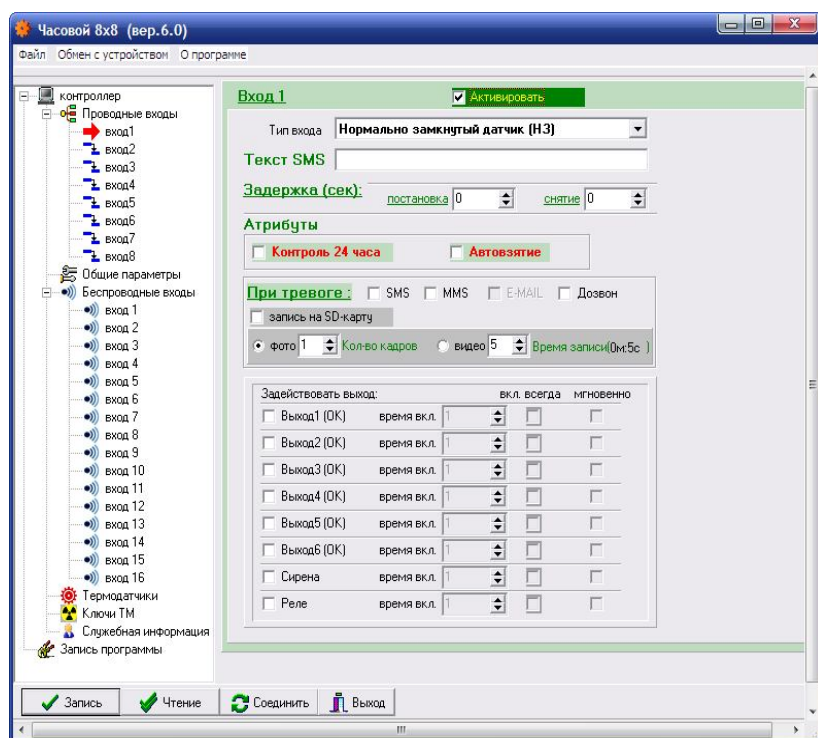 Часовой 8x8 (вер.6.0)
Файл Обмен с устройством О программе
контроллер
Проводные входы
вход1
вход2
вход3
вход4
вход5
вход6
вход7
вход8
Общие параметры
Беспроводные входы
вход 1
вход 2
вход 3
вход 4
вход 5
вход 6
вход 7
вход 8
вход 9
вход 10
вход 11
вход 12
вход 13
вход 14
вход 15
вход 16
Термодатчики
Ключи ТМ
Служебная информация
Запись программы
Вход 1 Активировать
Тип входа Нормально замкнутый датчик (НЗ)
Текст SMS
Задержка (сек): постановка 0 снятие 0
Атрибуты
Контроль 24 часа Автовзятие
При тревоге : SMS MMS E-MAIL Дозвон
запись на SD-карту
фото 1 Кол-во кадров видео 5 Время записи(0м:5с )
Задействовать выход: вкл. всегда мгновенно
Выход1 (ОК) время вкл. 1
Выход2 (ОК) время вкл. 1
Выход3 (ОК) время вкл. 1
Выход4 (ОК) время вкл. 1
Выход5 (ОК) время вкл. 1
Выход6 (ОК) время вкл. 1
Сирена время вкл. 1
Реле время вкл. 1
Запись Чтение Соединить Выход